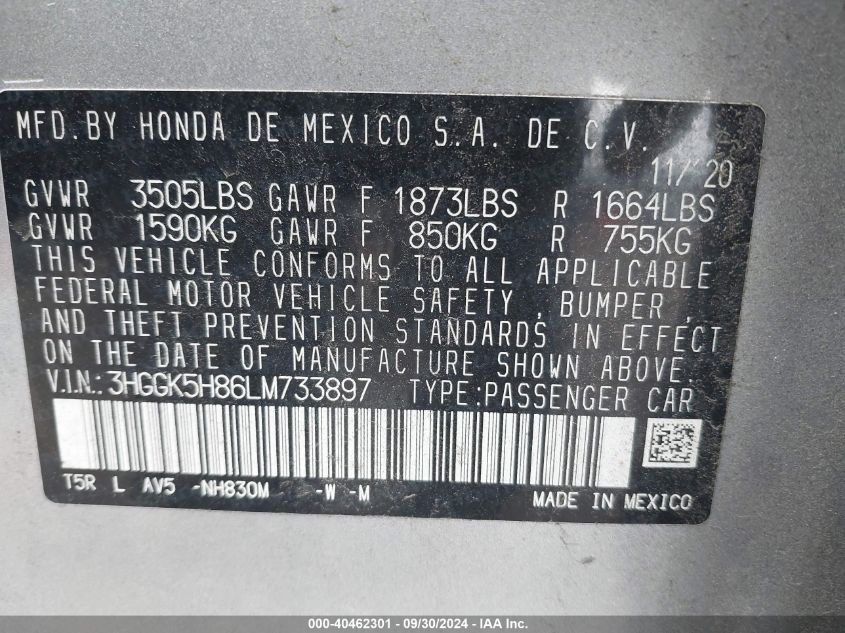 MFD.BY HONDA DE MEXICO S.A. DE C.V.
11/'20
GVWR 3505LBS GAWR F 1873LBS R 1664LBS
GVWR 1590KG GAWR F 850KG R 755KG
THIS VEHICLE CONFORMS TO ALL APPLICABLE
FEDERAL MOTOR VEHICLE SAFETY , BUMPER ,
AND THEFT PREVENTION STANDARDS IN EFFECT
ON THE DATE OF MANUFACTURE SHOWN ABOVE.
V.I.N.: 3HGGK5H86LM733897 TYPE:PASSENGER CAR
T5R L AV5 -NH830M -W -M MADE IN MEXICO
000-40462301 - 09/30/2024 - IAA Inc.